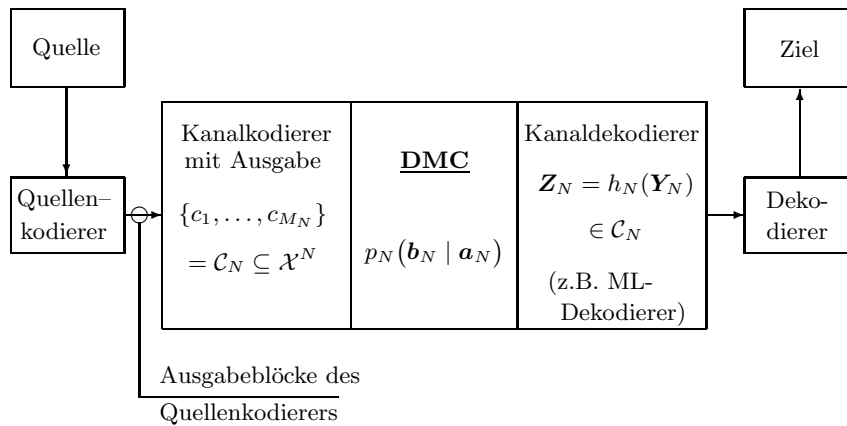 Quelle
Ziel
Kanalkodierer
mit Ausgabe
{c₁, . . . , c_{M_N}}
= 𝒞_N ⊆ 𝒳^N
DMC
p_N(b_N | a_N)
Kanaldekodierer
Z_N = h_N(Y_N)
∈ 𝒞_N
(z.B. ML-
Dekodierer)
Quellen–
kodierer
Deko-
dierer
Ausgabeblöcke des
Quellenkodierers